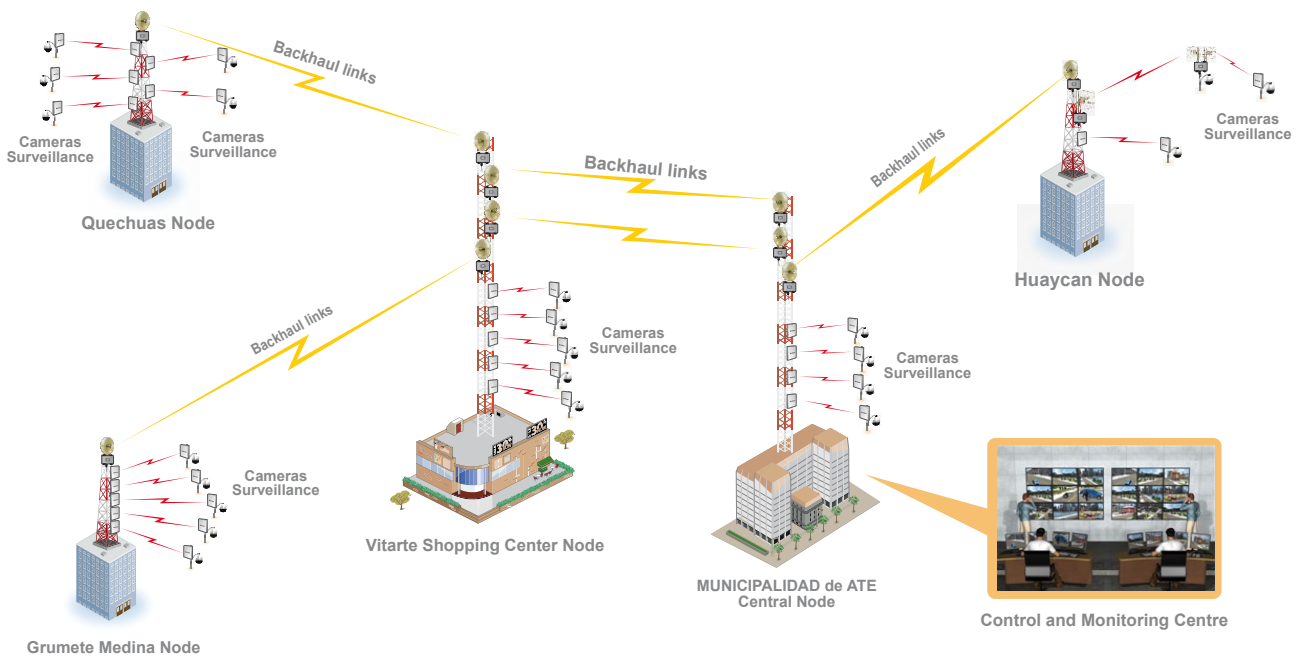 Backhaul links
Cameras
Surveillance
Cameras
Surveillance
Quechuas Node
Backhaul links
Backhaul links
Cameras
Surveillance
Huaycan Node
Backhaul links
Cameras
Surveillance
Cameras
Surveillance
Cameras
Surveillance
Vitarte Shopping Center Node
MUNICIPALIDAD de ATE
Central Node
Control and Monitoring Centre
Grumete Medina Node